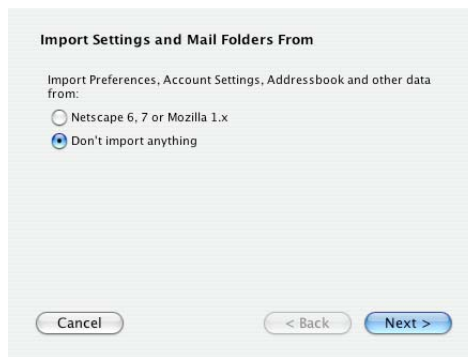 Import Settings and Mail Folders From
Import Preferences, Account Settings, Addressbook and other data
from:
Netscape 6, 7 or Mozilla 1.x
Don't import anything
Cancel
< Back
Next >